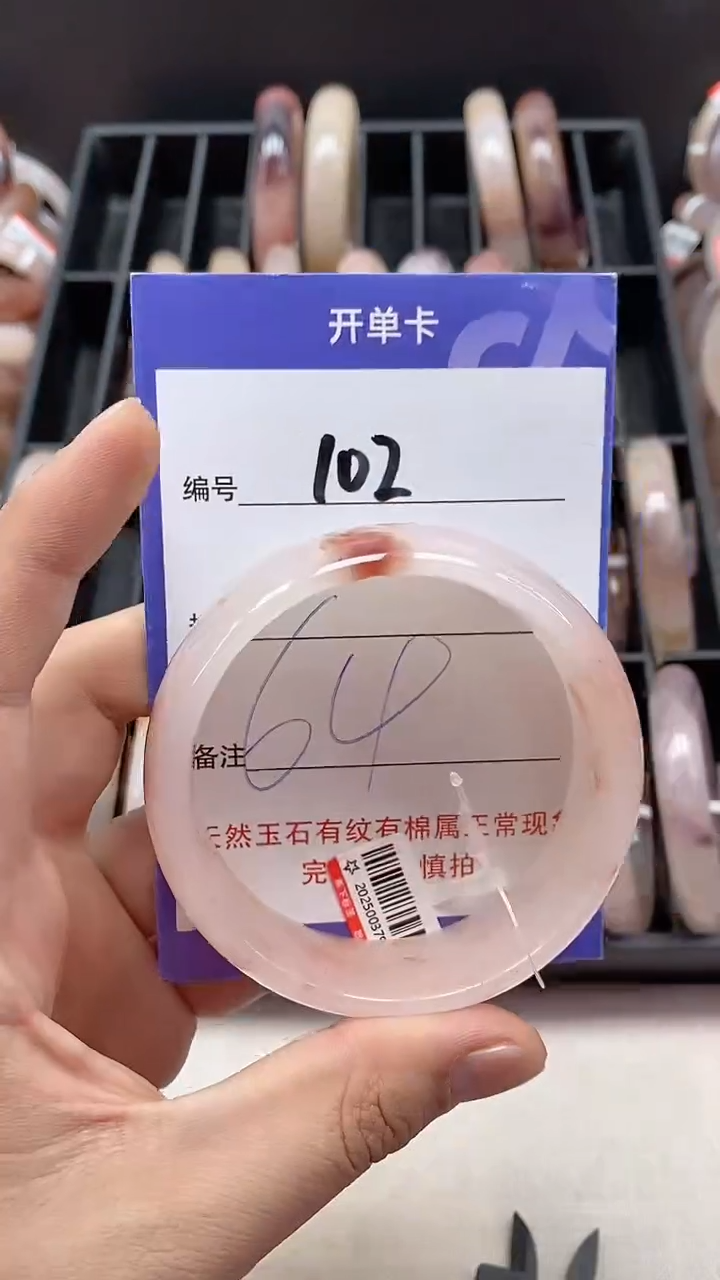 开单卡
编号 102
64
备注
天然玉石有纹有棉属正常现
完 慎拍
20250037